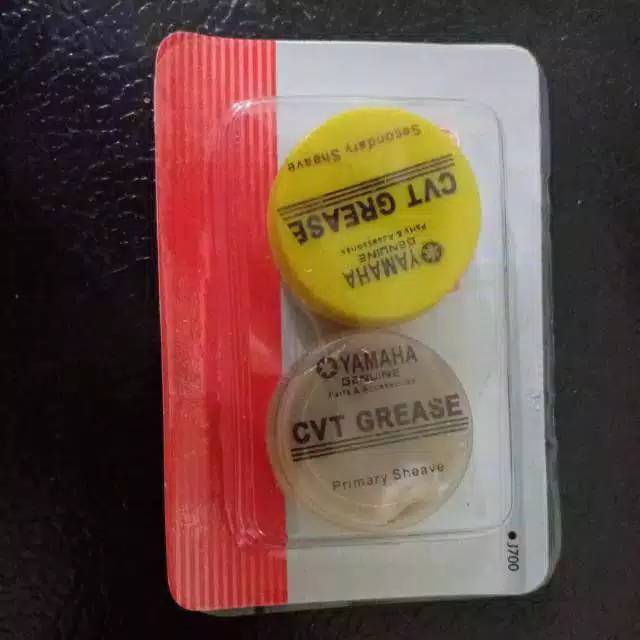 YAMAHA
GENUINE
Parts & Accessories
CVT GREASE
Secondary Sheave
YAMAHA
GENUINE
Parts & Accessories
CVT GREASE
Primary Sheave
J700